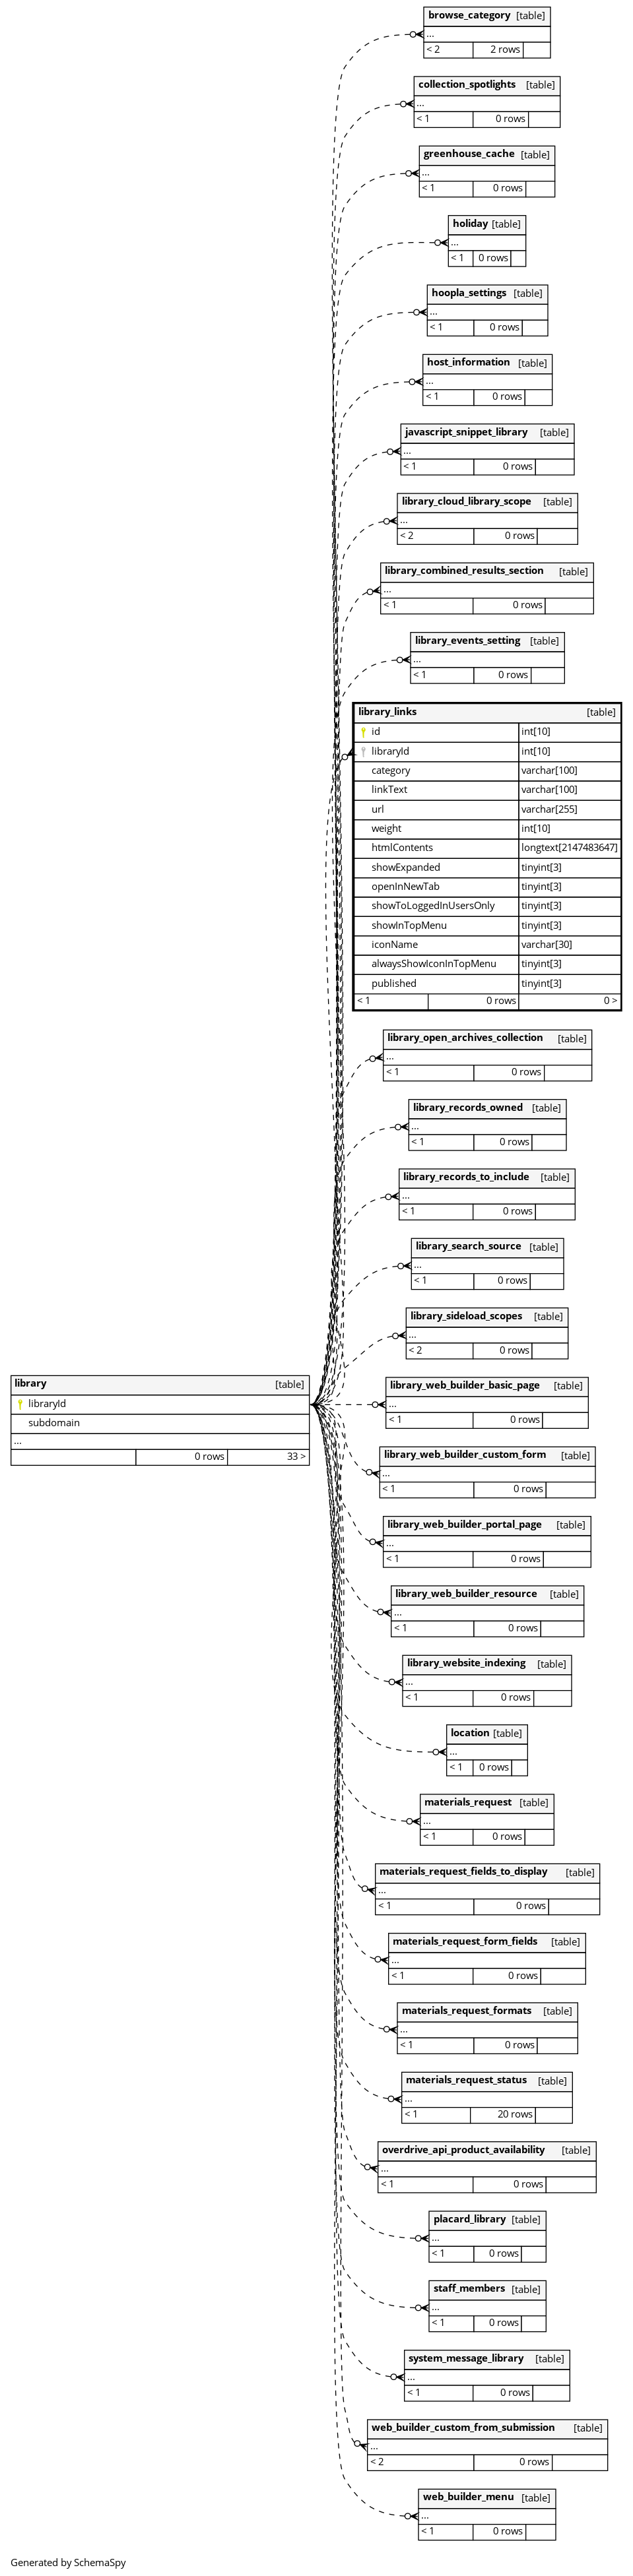 browse_category [table]
...
< 2 2 rows
collection_spotlights [table]
...
< 1 0 rows
greenhouse_cache [table]
...
< 1 0 rows
holiday [table]
...
< 1 0 rows
hoopla_settings [table]
...
< 1 0 rows
host_information [table]
...
< 1 0 rows
javascript_snippet_library [table]
...
< 1 0 rows
library_cloud_library_scope [table]
...
< 2 0 rows
library_combined_results_section [table]
...
< 1 0 rows
library_events_setting [table]
...
< 1 0 rows
library_links [table]
id int[10]
libraryId int[10]
category varchar[100]
linkText varchar[100]
url varchar[255]
weight int[10]
htmlContents longtext[2147483647]
showExpanded tinyint[3]
openInNewTab tinyint[3]
showToLoggedInUsersOnly tinyint[3]
showInTopMenu tinyint[3]
iconName varchar[30]
alwaysShowIconInTopMenu tinyint[3]
published tinyint[3]
< 1 0 rows 0 >
library_open_archives_collection [table]
...
< 1 0 rows
library_records_owned [table]
...
< 1 0 rows
library_records_to_include [table]
...
< 1 0 rows
library_search_source [table]
...
< 1 0 rows
library_sideload_scopes [table]
...
< 2 0 rows
library [table]
libraryId
subdomain
...
0 rows 33 >
library_web_builder_basic_page [table]
...
< 1 0 rows
library_web_builder_custom_form [table]
...
< 1 0 rows
library_web_builder_portal_page [table]
...
< 1 0 rows
library_web_builder_resource [table]
...
< 1 0 rows
library_website_indexing [table]
...
< 1 0 rows
location [table]
...
< 1 0 rows
materials_request [table]
...
< 1 0 rows
materials_request_fields_to_display [table]
...
< 1 0 rows
materials_request_form_fields [table]
...
< 1 0 rows
materials_request_formats [table]
...
< 1 0 rows
materials_request_status [table]
...
< 1 20 rows
overdrive_api_product_availability [table]
...
< 1 0 rows
placard_library [table]
...
< 1 0 rows
staff_members [table]
...
< 1 0 rows
system_message_library [table]
...
< 1 0 rows
web_builder_custom_from_submission [table]
...
< 2 0 rows
web_builder_menu [table]
...
< 1 0 rows
Generated by SchemaSpy